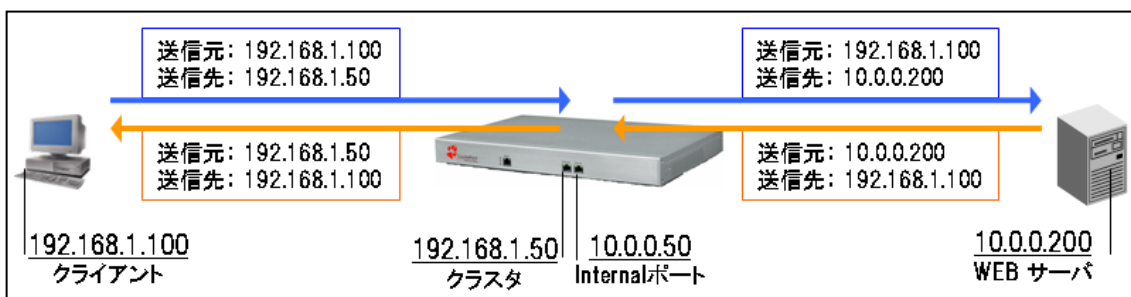 送信元: 192.168.1.100
送信先: 192.168.1.50
送信元: 192.168.1.100
送信先: 10.0.0.200
送信元: 192.168.1.50
送信先: 192.168.1.100
送信元: 10.0.0.200
送信先: 192.168.1.100
192.168.1.100
クライアント
192.168.1.50
クラスタ
10.0.0.50
Internalポート
10.0.0.200
WEB サーバ